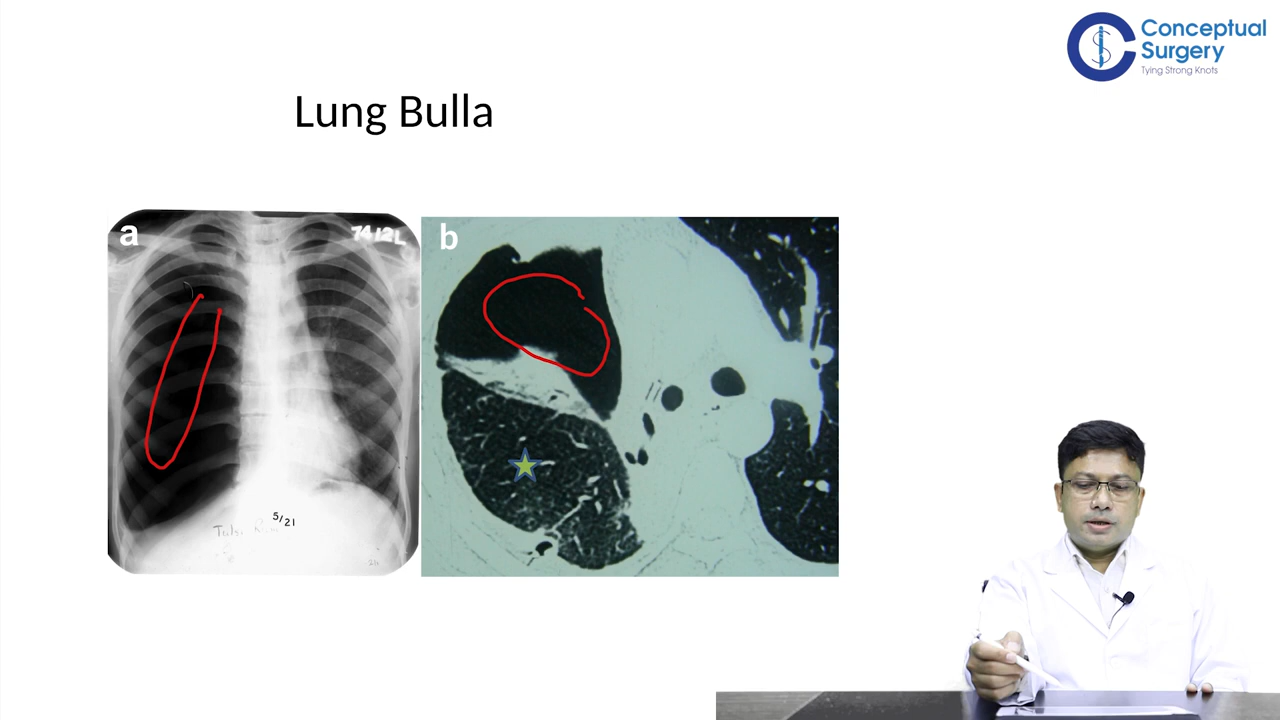 Conceptual
Surgery
Tying Strong Knots
Lung Bulla
a
7412L
b
5/21